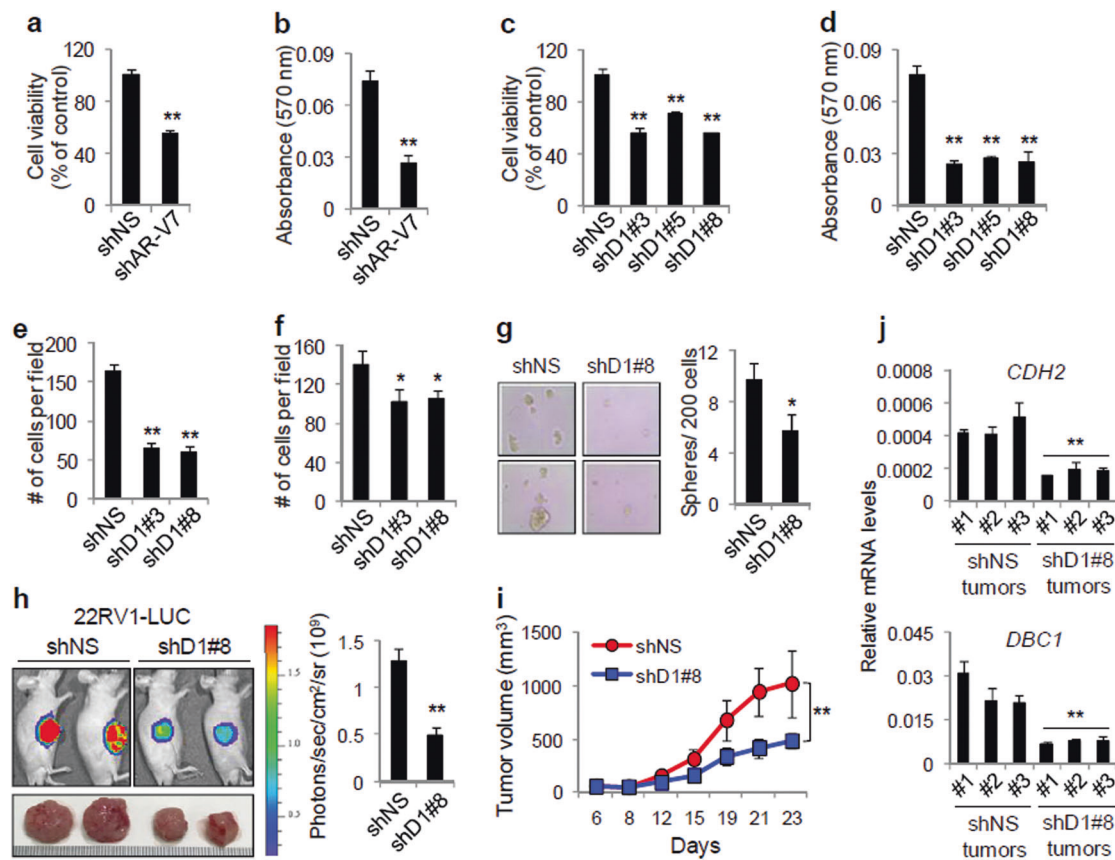 a
Cell viability
(% of control)
120
80
40
0
**
shNS
shAR-V7
b
Absorbance (570 nm)
0.09
0.06
0.03
0
**
shNS
shAR-V7
c
Cell viability
(% of control)
120
80
40
0
** ** **
shNS
shD1#3
shD1#5
shD1#8
d
Absorbance (570 nm)
0.09
0.06
0.03
0
** ** **
shNS
shD1#3
shD1#5
shD1#8
e
# of cells per field
200
150
100
50
0
** **
shNS
shD1#3
shD1#8
f
# of cells per field
160
120
80
40
0
* *
shNS
shD1#3
shD1#8
g
shNS shD1#8
Spheres/ 200 cells
12
8
4
0
*
shNS
shD1#8
h
22RV1-LUC
shNS shD1#8
1.5
1.0
0.5
0.3
Photons/sec/cm²/sr (10⁹)
1.5
1
0.5
0
**
shNS
shD1#8
i
Tumor volume (mm³)
1500
1000
500
0
shNS
shD1#8
**
6 8 12 15 19 21 23
Days
j
Relative mRNA levels
CDH2
0.0008
0.0006
0.0004
0.0002
0
**
#1 #2 #3 #1 #2 #3
shNS shD1#8
tumors tumors
DBC1
0.045
0.03
0.015
0
**
#1 #2 #3 #1 #2 #3
shNS shD1#8
tumors tumors